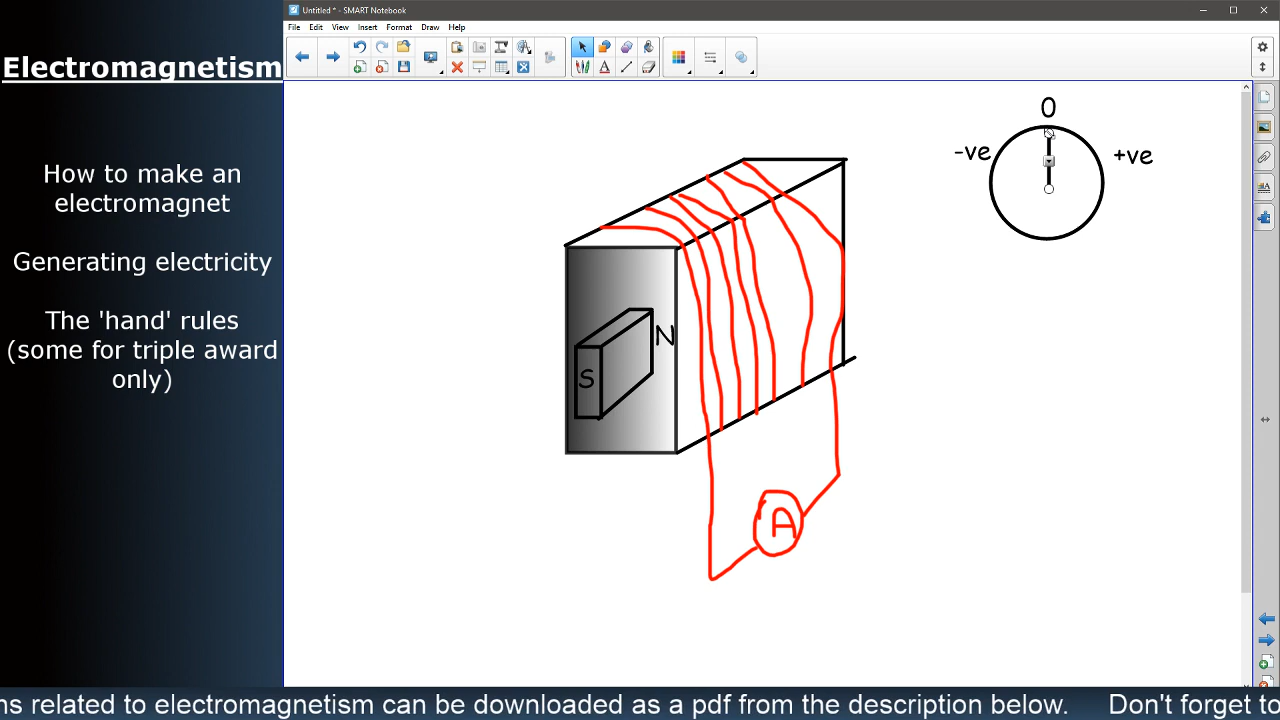 Untitled * - SMART Notebook
File Edit View Insert Format Draw Help
Electromagnetism
How to make an
electromagnet
Generating electricity
The 'hand' rules
(some for triple award
only)
0
-ve
+ve
N
S
A
ns related to electromagnetism can be downloaded as a pdf from the description below. Don't forget to